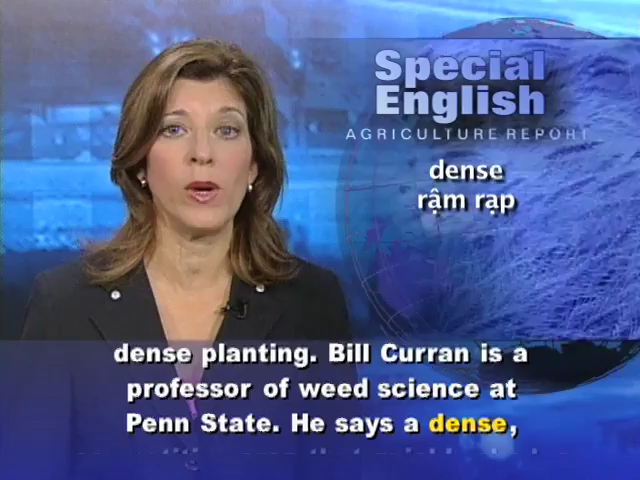 Special
English
AGRICULTURE REPORT
dense
rậm rạp
dense planting. Bill Curran is a
professor of weed science at
Penn State. He says a dense,